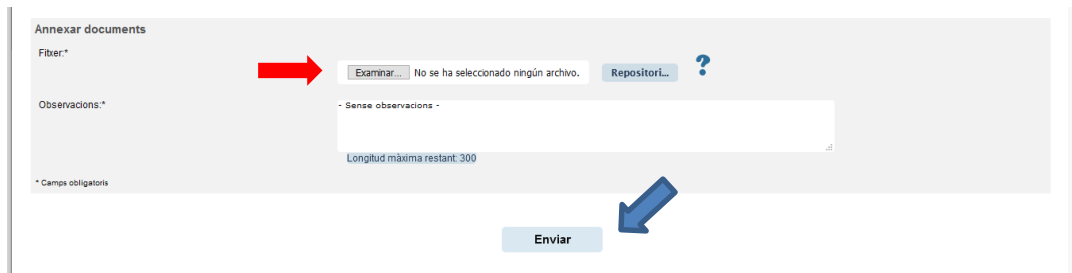 Annexar documents
Fitxer:*
Examinar... No se ha seleccionado ningún archivo. Repositori... ?
Observacions:*
- Sense observacions -
Longitud màxima restant: 300
* Camps obligatoris
Enviar